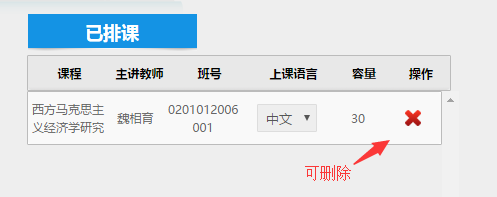 已排课
课程 主讲教师 班号 上课语言 容量 操作
西方马克思主 魏相育 0201012006 中文 30
义经济学研究 001
可删除